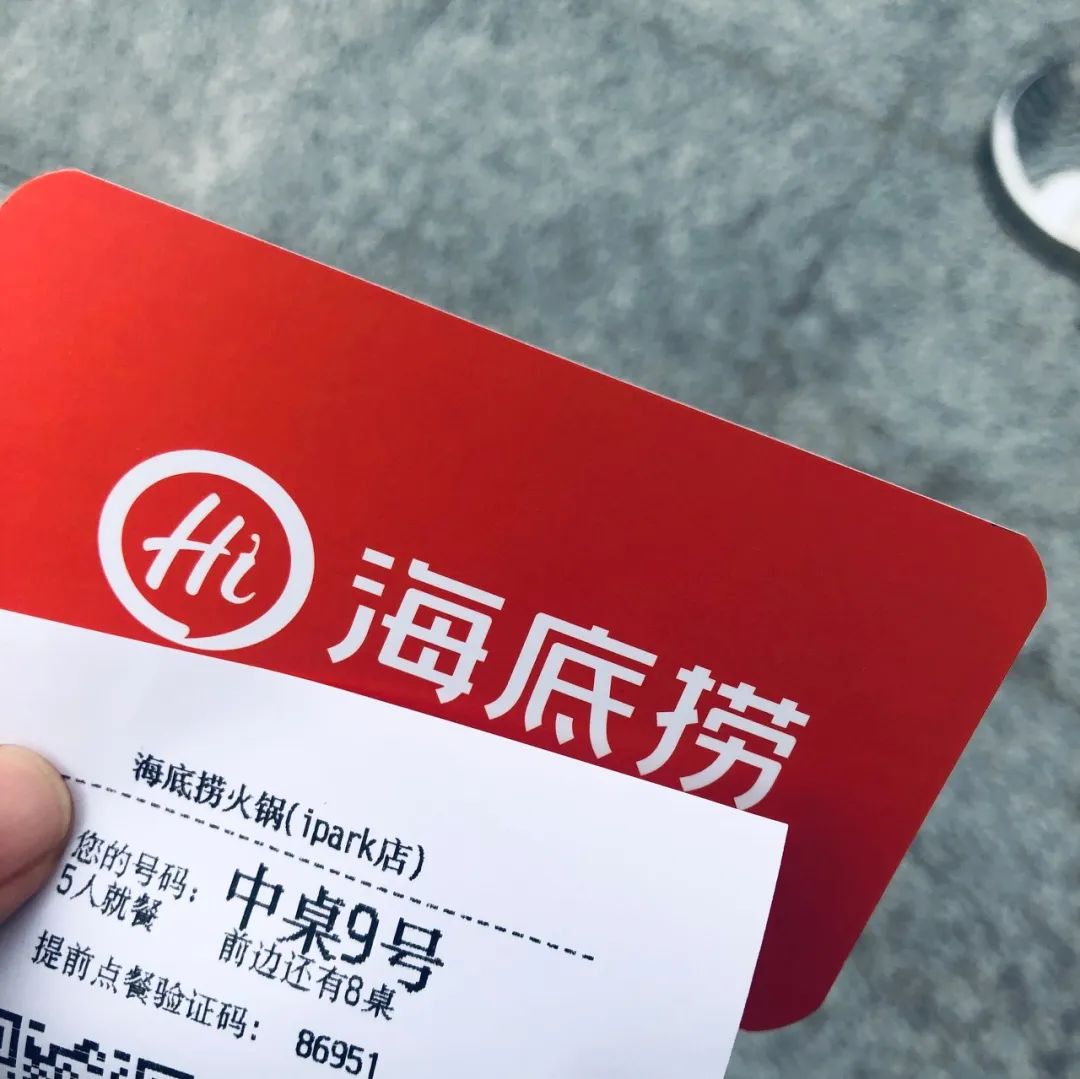 Hi 海底捞
海底捞火锅(ipark店)
您的号码: 中桌9号
5人就餐 前边还有8桌
提前点餐验证码: 86951